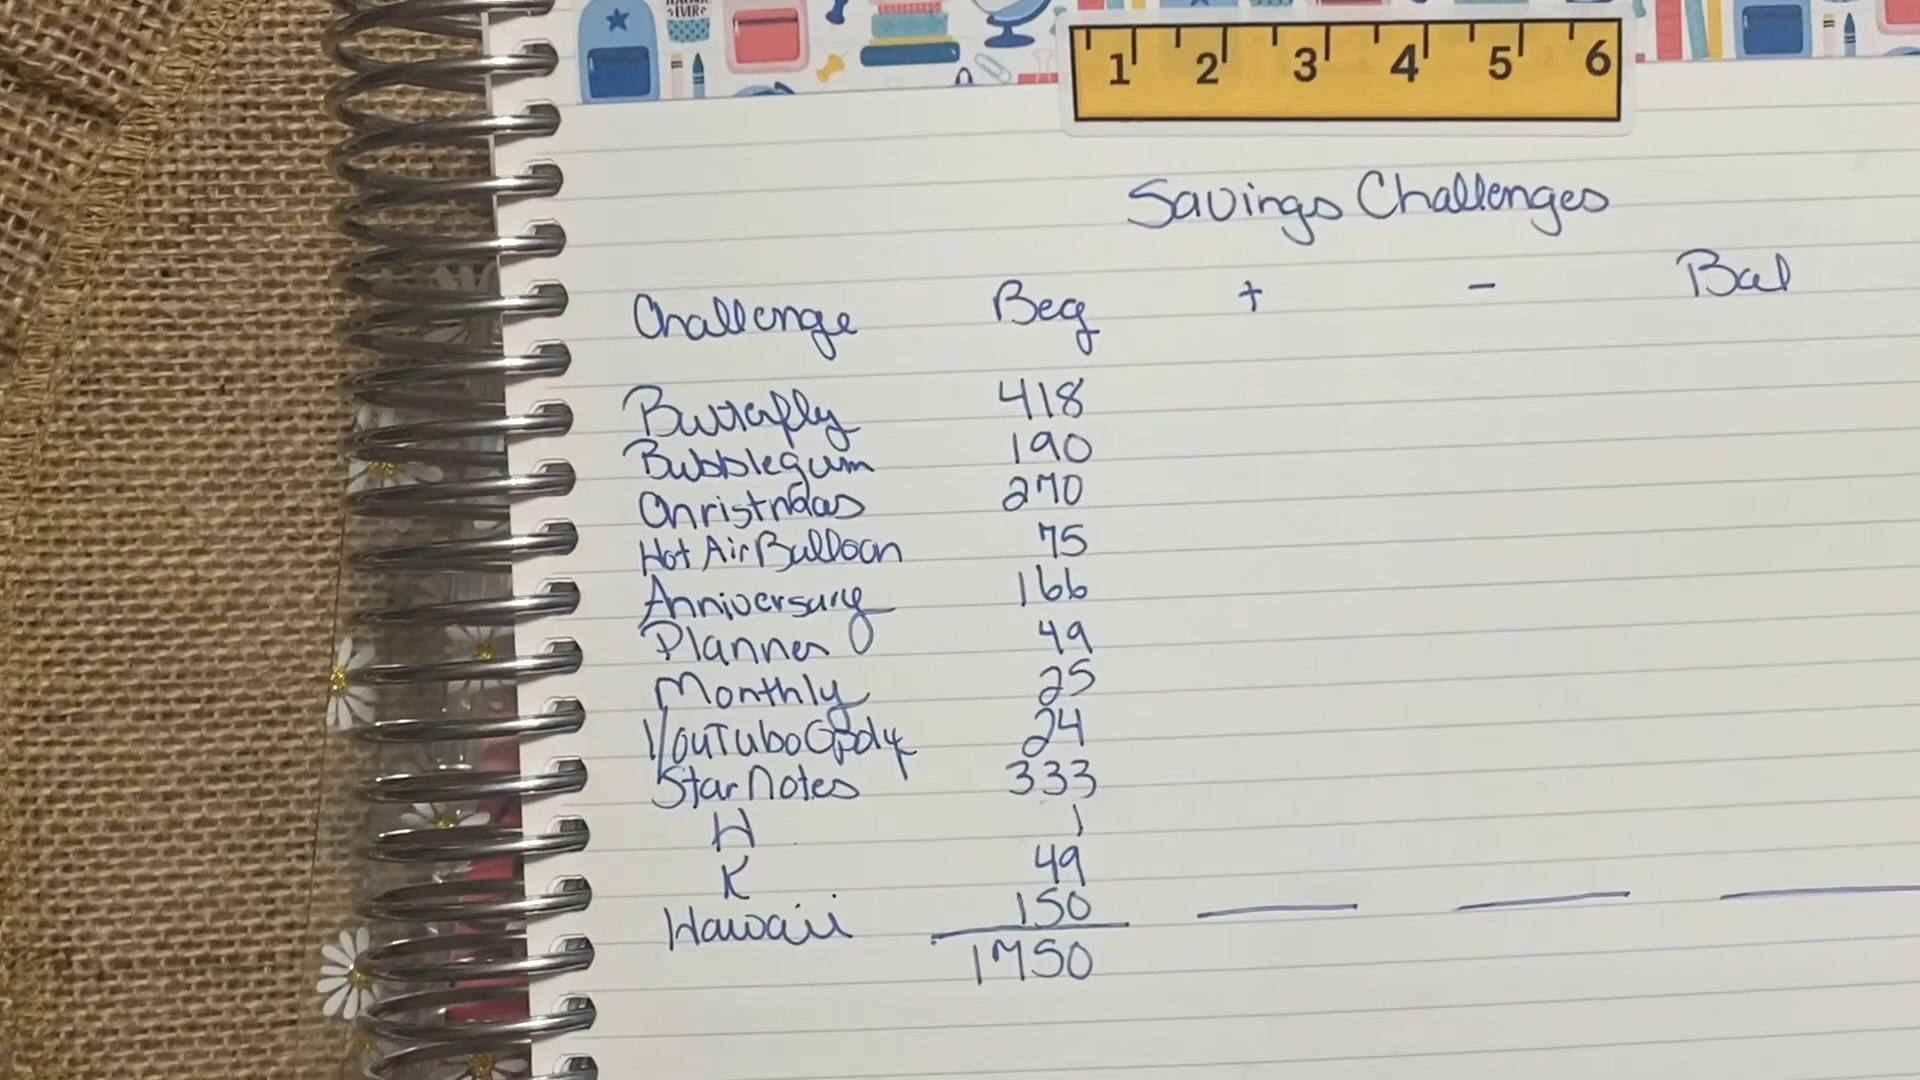 1 2 3 4 5 6
Savings Challenges
Challenge Beg + - Bal
Butterfly 418
Bubblegum 190
Christmas 270
Hot Air Balloon 75
Anniversary 166
Planner 49
Monthly 25
YouTube 24
Star Notes 333
H 1
K 49
Hawaii 150
1750